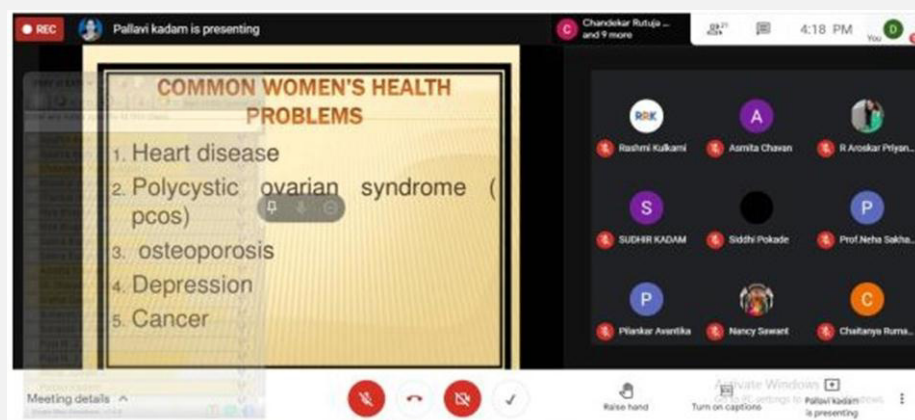 REC
Pallavi kadam is presenting
C
Chandekar Rutuja ...
and 9 more
21
4:18 PM
You
D
COMMON WOMEN'S HEALTH
PROBLEMS
1. Heart disease
2. Polycystic ovarian syndrome (
pcos)
3. osteoporosis
4. Depression
5. Cancer
RRK
A
Rashmi Kulkarni
Asmita Chavan
R Aroskar Priyan...
S
P
SUDHIR KADAM
Siddhi Pokade
Prof.Neha Sakha...
P
C
Pilankar Avantika
Nancy Sawant
Chaitanya Ruma...
Meeting details
Raise hand
Turn on captions
Pallavi kadam
is presenting
Activate Windows